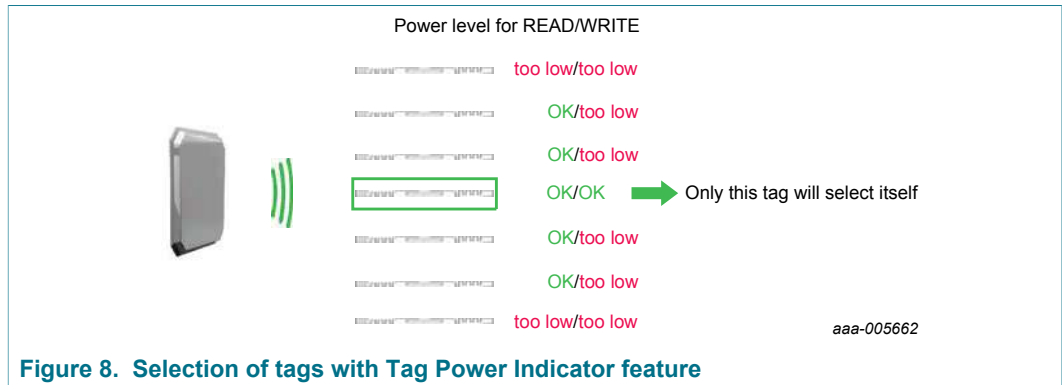 Power level for READ/WRITE
too low/too low
OK/too low
OK/too low
OK/OK Only this tag will select itself
OK/too low
OK/too low
too low/too low
aaa-005662
Figure 8. Selection of tags with Tag Power Indicator feature